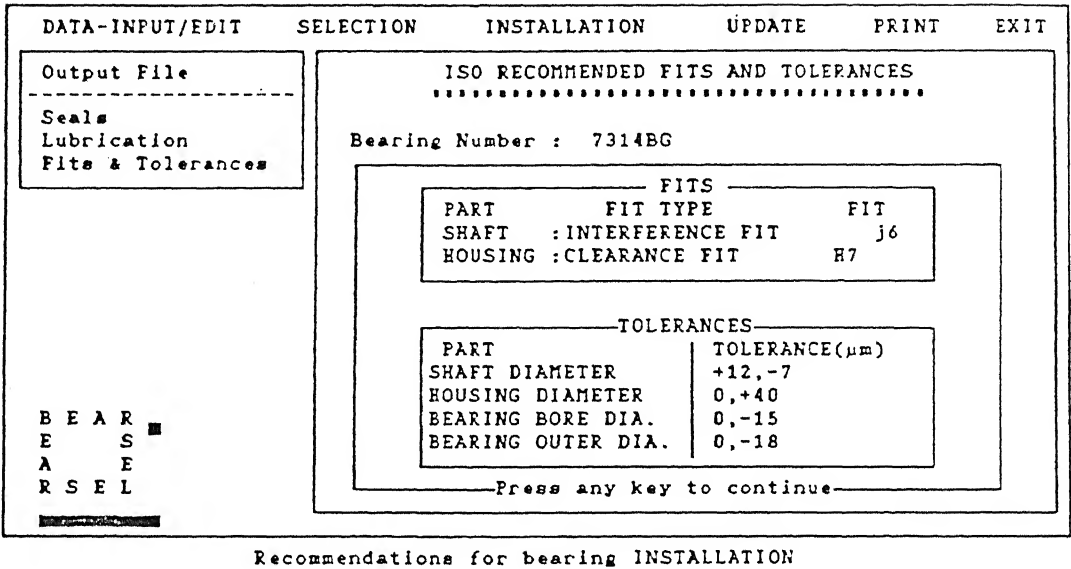 DATA-INPUT/EDIT SELECTION INSTALLATION UPDATE PRINT EXIT
Output File
Seals
Lubrication
Fits & Tolerances
ISO RECOMMENDED FITS AND TOLERANCES
Bearing Number : 7314BG
FITS
PART FIT TYPE FIT
SHAFT :INTERFERENCE FIT j6
HOUSING :CLEARANCE FIT H7
TOLERANCES
PART TOLERANCE(µm)
SHAFT DIAMETER +12,-7
HOUSING DIAMETER 0,+40
BEARING BORE DIA. 0,-15
BEARING OUTER DIA. 0,-18
Press any key to continue
B E A R
E S
A E
R S E L
Recommendations for bearing INSTALLATION